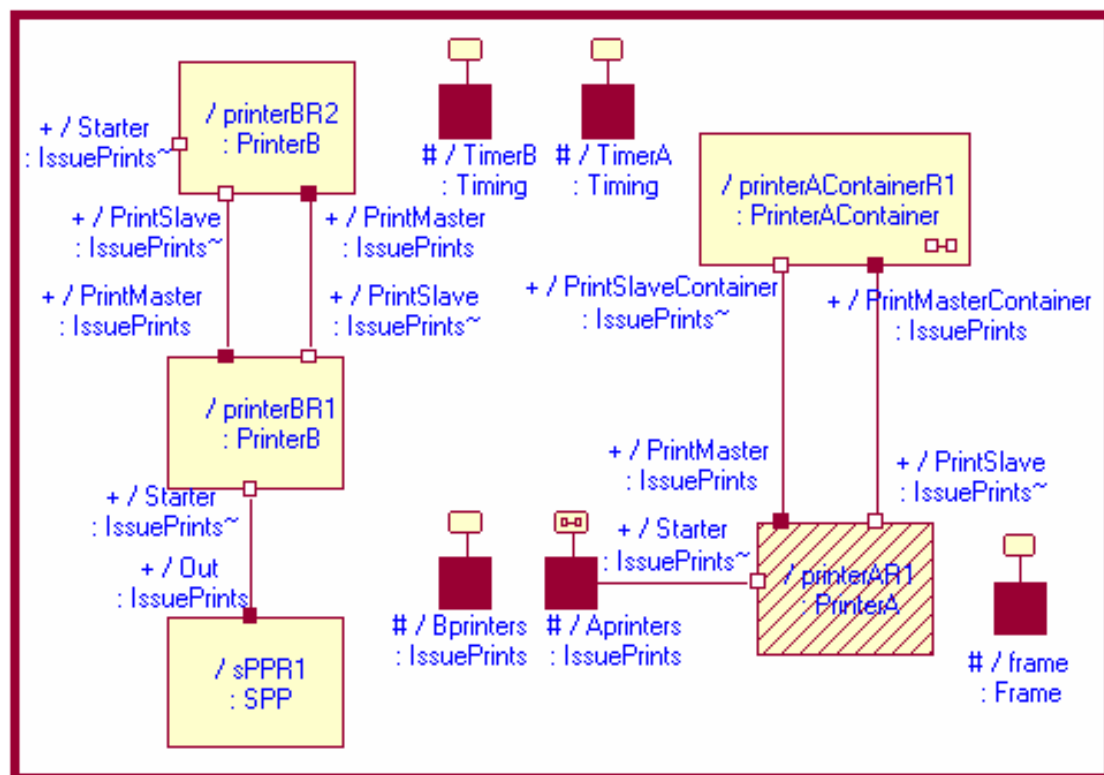 / printerBR2
: PrinterB
+ / Starter
: IssuePrints~
+ / PrintSlave
: IssuePrints~
+ / PrintMaster
: IssuePrints
+ / PrintMaster
: IssuePrints
+ / PrintSlave
: IssuePrints~
/ printerBR1
: PrinterB
+ / Starter
: IssuePrints~
+ / Out
: IssuePrints
/ sPPR1
: SPP
# / TimerB
: Timing
# / TimerA
: Timing
/ printerAContainerR1
: PrinterAContainer
+ / PrintSlaveContainer
: IssuePrints~
+ / PrintMasterContainer
: IssuePrints
+ / PrintMaster
: IssuePrints
+ / PrintSlave
: IssuePrints~
+ / Starter
: IssuePrints~
/ printerAR1
: PrinterA
# / Bprinters
: IssuePrints
# / Aprinters
: IssuePrints
# / frame
: Frame